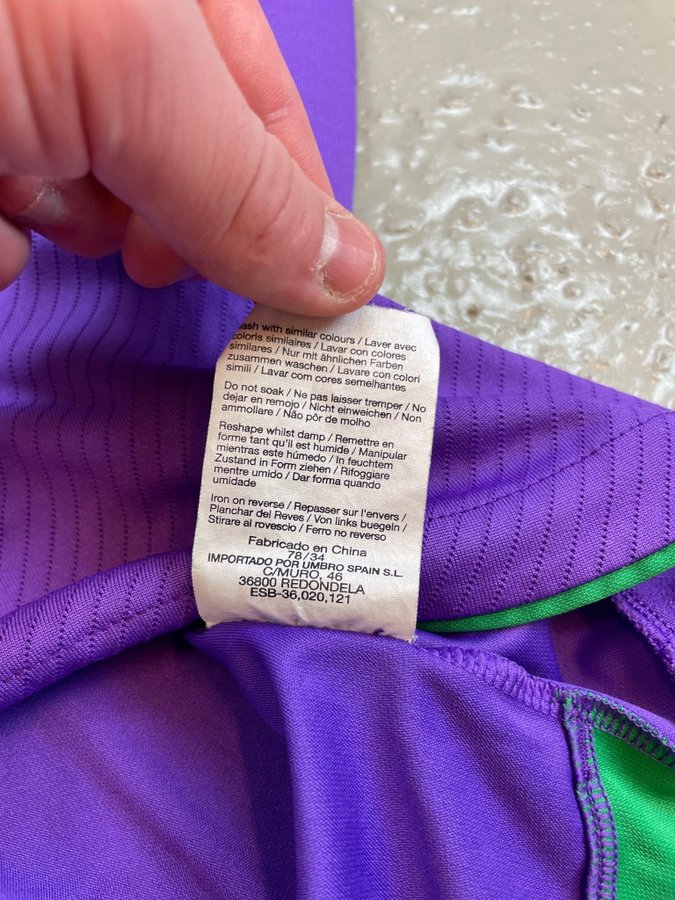 ash with similar colours / Laver avec
coloris similaires / Lavar con colores
similares / Nur mit ähnlichen Farben
zusammen waschen / Lavare con colori
simili / Lavar com cores semelhantes
Do not soak / Ne pas laisser tremper / No
dejar en remojo / Nicht einweichen / Non
ammollare / Não pôr de molho
Reshape whilst damp / Remettre en
forme tant qu'il est humide / Manipular
mientras este húmedo / In feuchtem
Zustand in Form ziehen / Rifoggiare
mentre umido / Dar forma quando
umidade
Iron on reverse / Repasser sur l'envers /
Planchar del Reves / Von links buegeln /
Stirare al rovescio / Ferro no reverso
Fabricado en China
78/34
IMPORTADO POR UMBRO SPAIN S.L.
C/MURO, 46
36800 REDONDELA
ESB-36,020,121